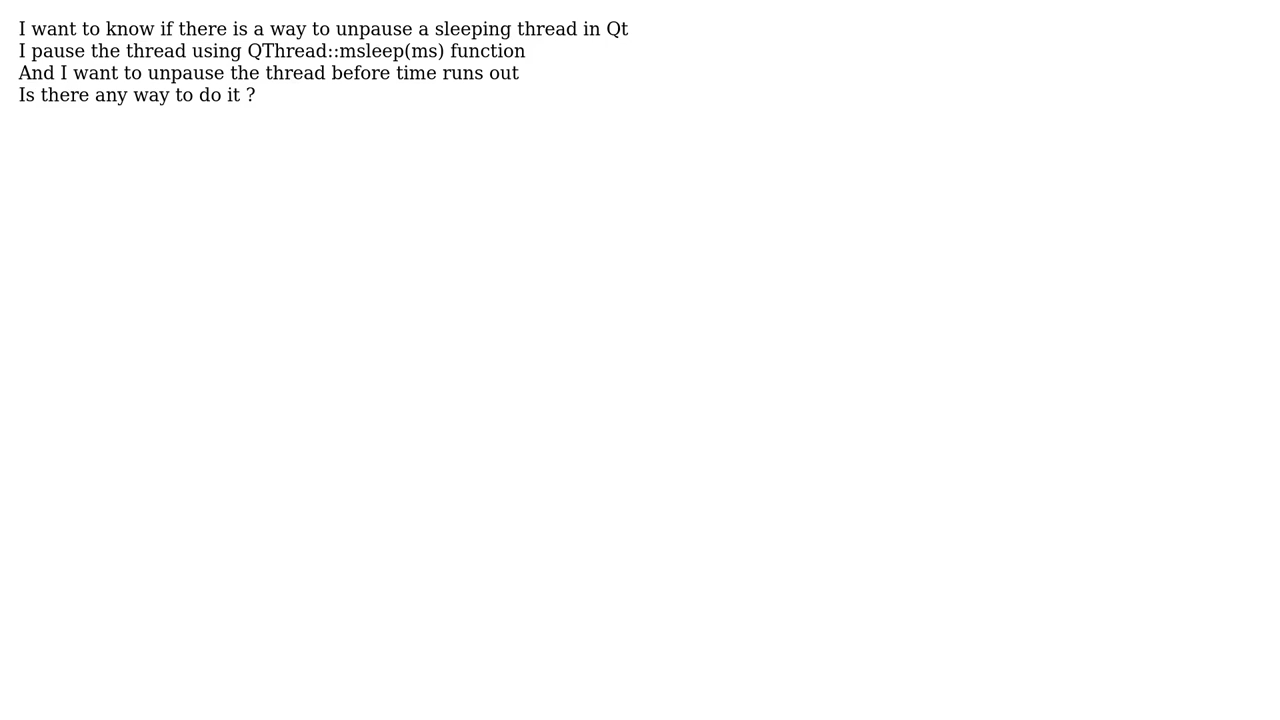 I want to know if there is a way to unpause a sleeping thread in Qt
I pause the thread using QThread::msleep(ms) function
And I want to unpause the thread before time runs out
Is there any way to do it ?